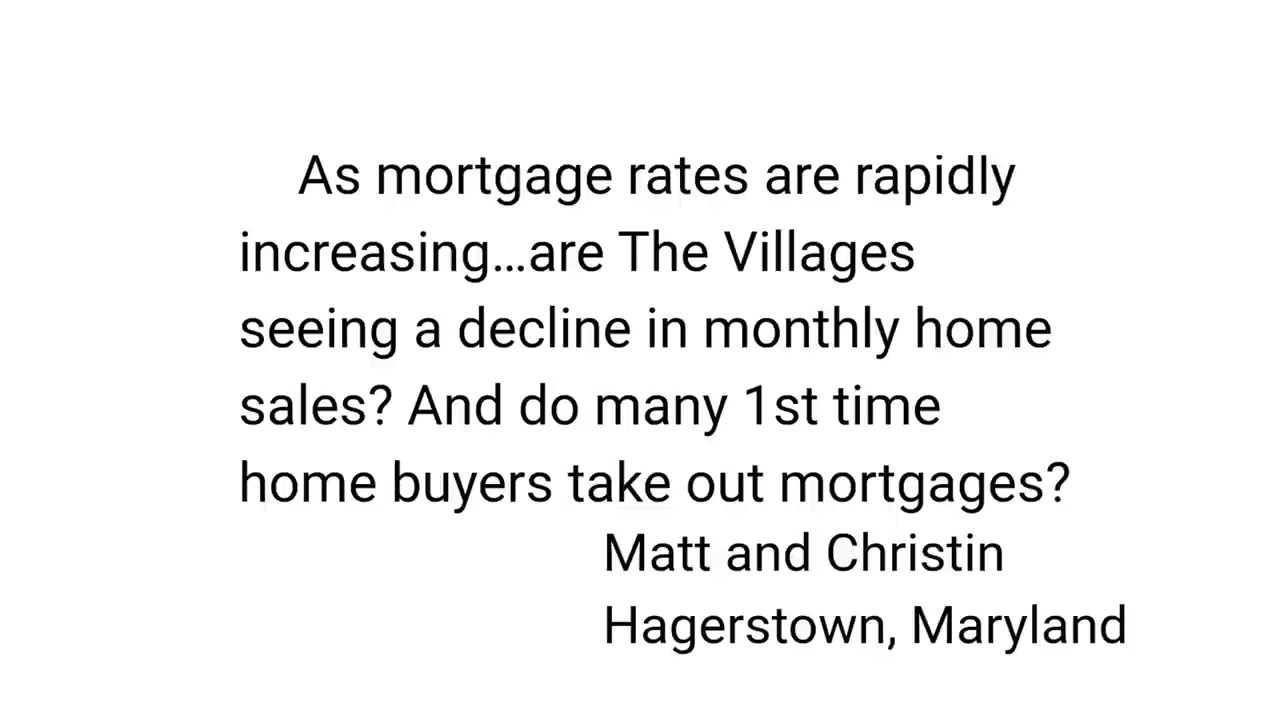 As mortgage rates are rapidly
increasing...are The Villages
seeing a decline in monthly home
sales? And do many 1st time
home buyers take out mortgages?
Matt and Christin
Hagerstown, Maryland